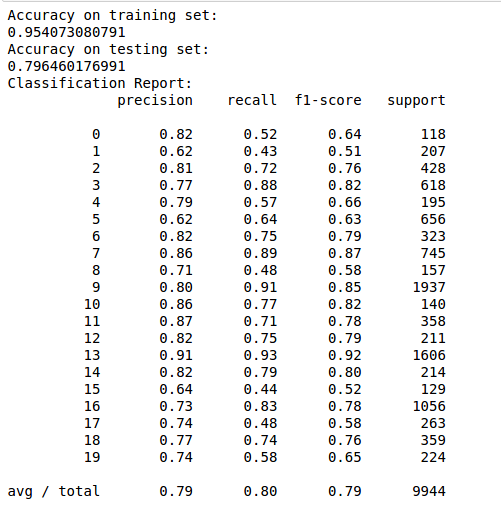 Accuracy on training set:
0.954073080791
Accuracy on testing set:
0.796460176991
Classification Report:
precision recall f1-score support
0 0.82 0.52 0.64 118
1 0.62 0.43 0.51 207
2 0.81 0.72 0.76 428
3 0.77 0.88 0.82 618
4 0.79 0.57 0.66 195
5 0.62 0.64 0.63 656
6 0.82 0.75 0.79 323
7 0.86 0.89 0.87 745
8 0.71 0.48 0.58 157
9 0.80 0.91 0.85 1937
10 0.86 0.77 0.82 140
11 0.87 0.71 0.78 358
12 0.82 0.75 0.79 211
13 0.91 0.93 0.92 1606
14 0.82 0.79 0.80 214
15 0.64 0.44 0.52 129
16 0.73 0.83 0.78 1056
17 0.74 0.48 0.58 263
18 0.77 0.74 0.76 359
19 0.74 0.58 0.65 224
avg / total 0.79 0.80 0.79 9944